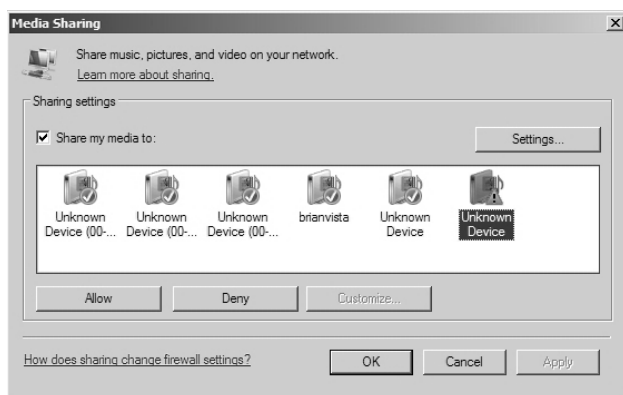 Media Sharing
Share music, pictures, and video on your network.
Learn more about sharing.
Sharing settings
Share my media to:
Settings...
Unknown Device (00-...
Unknown Device (00-...
Unknown Device (00-...
brianvista
Unknown Device
Unknown Device
Allow
Deny
Customize...
How does sharing change firewall settings?
OK
Cancel
Apply